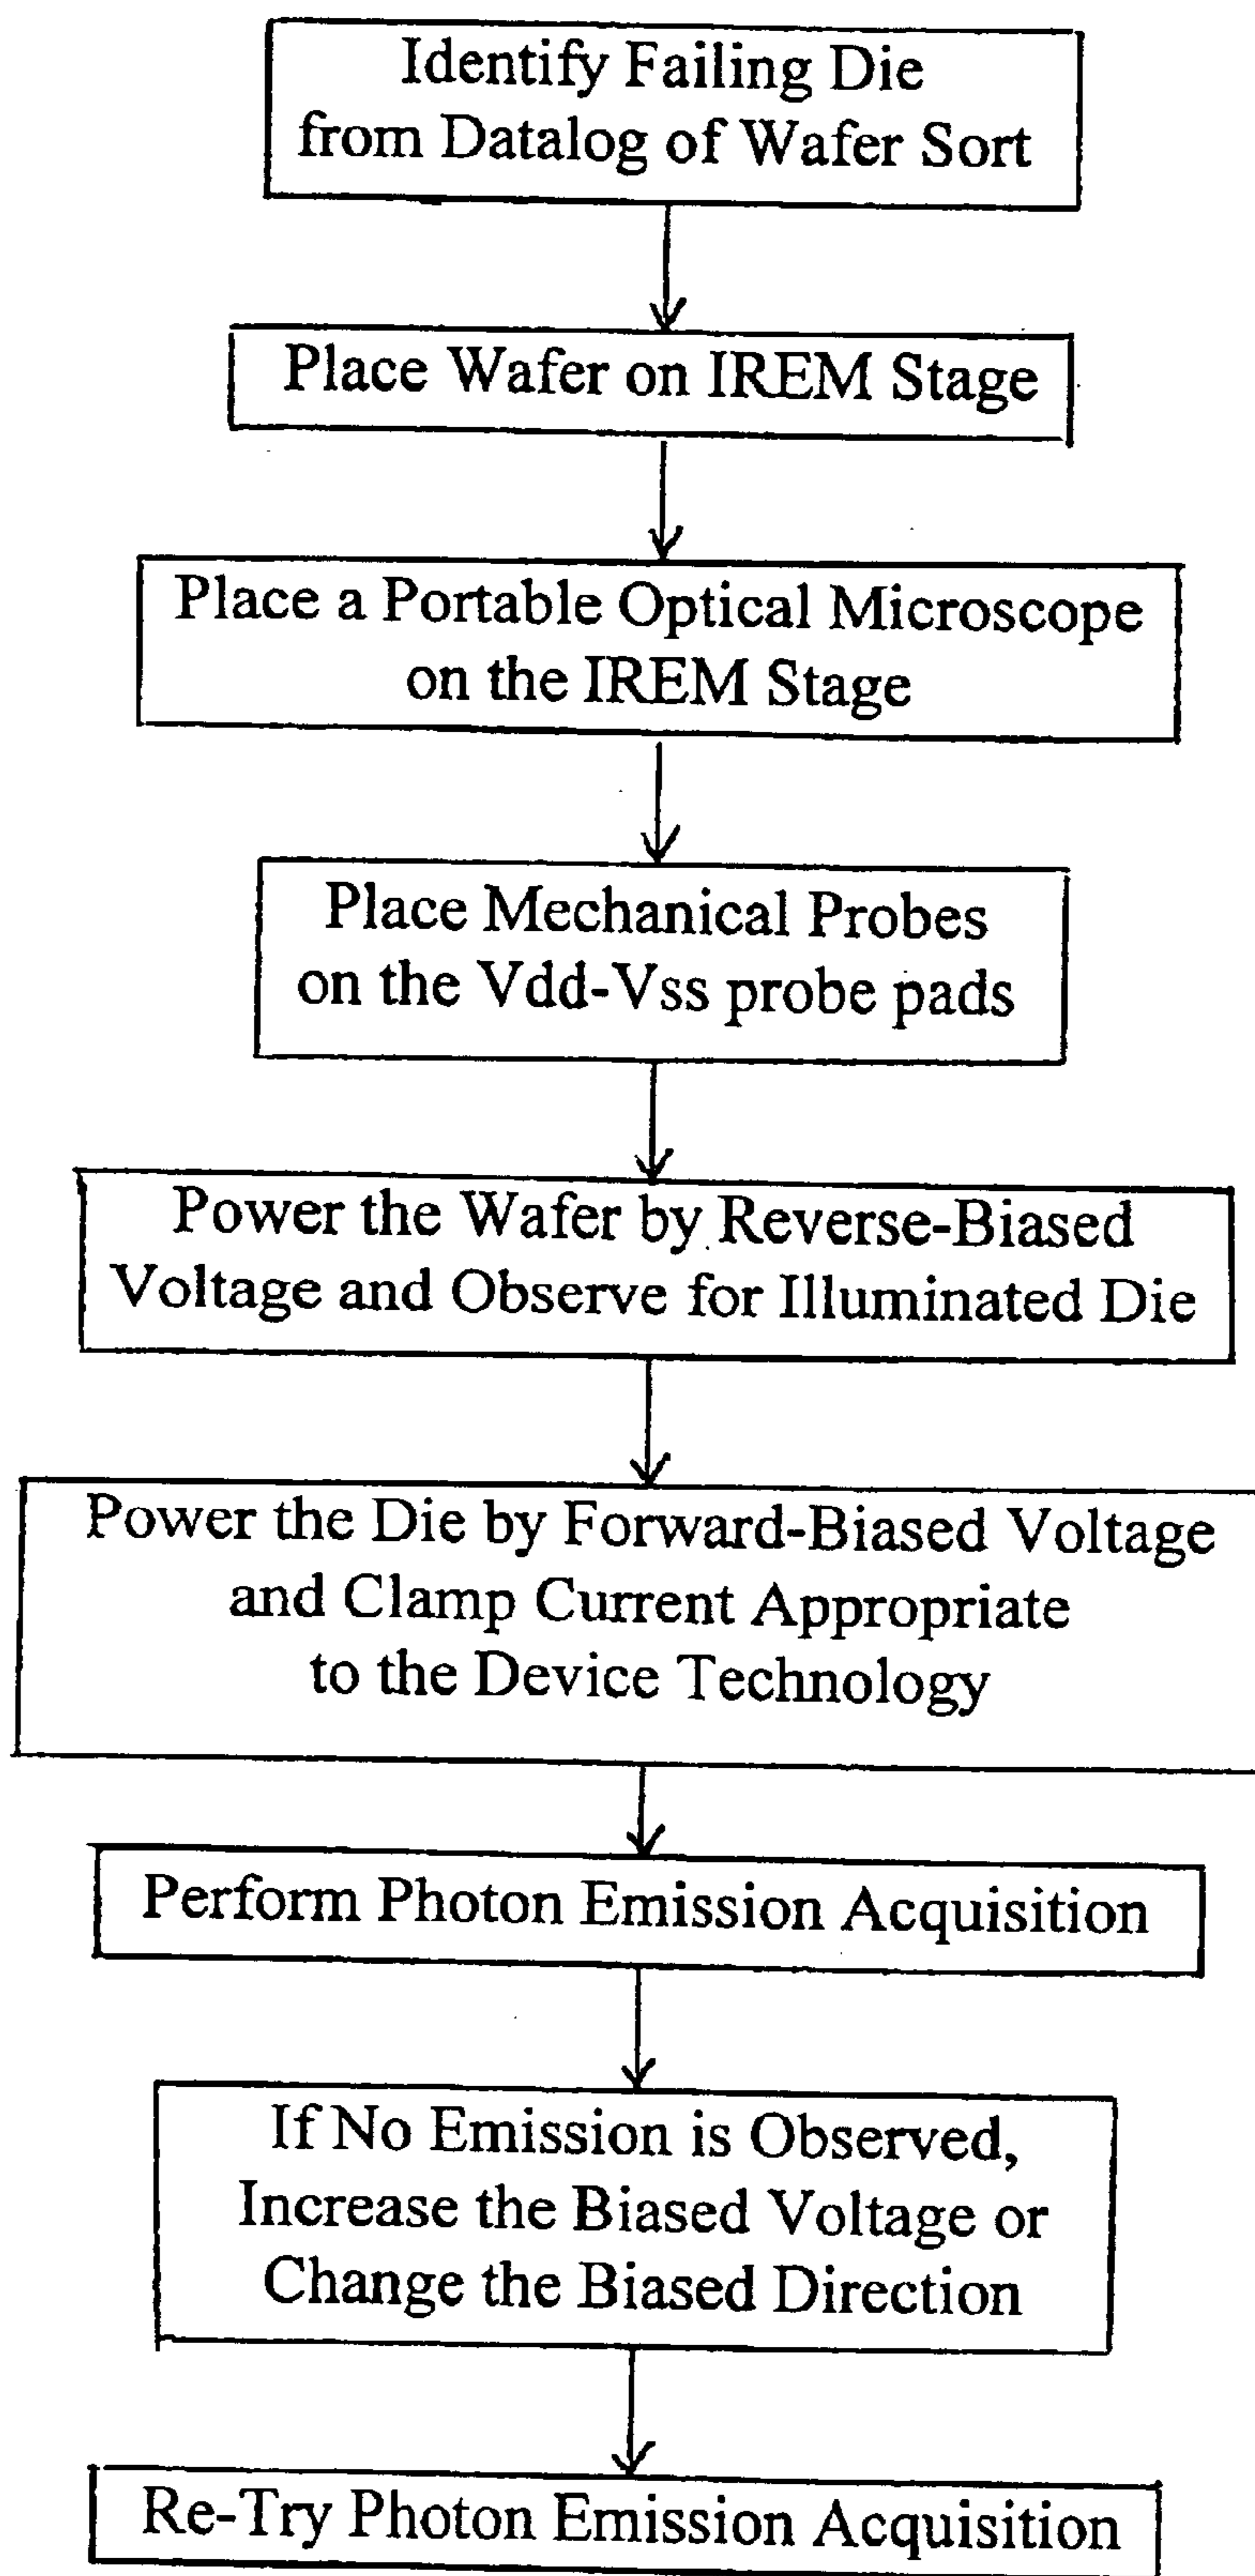 Identify Failing Die
from Datalog of Wafer Sort
Place Wafer on IREM Stage
Place a Portable Optical Microscope
on the IREM Stage
Place Mechanical Probes
on the Vdd-Vss probe pads
Power the Wafer by Reverse-Biased
Voltage and Observe for Illuminated Die
Power the Die by Forward-Biased Voltage
and Clamp Current Appropriate
to the Device Technology
Perform Photon Emission Acquisition
If No Emission is Observed,
Increase the Biased Voltage or
Change the Biased Direction
Re-Try Photon Emission Acquisition